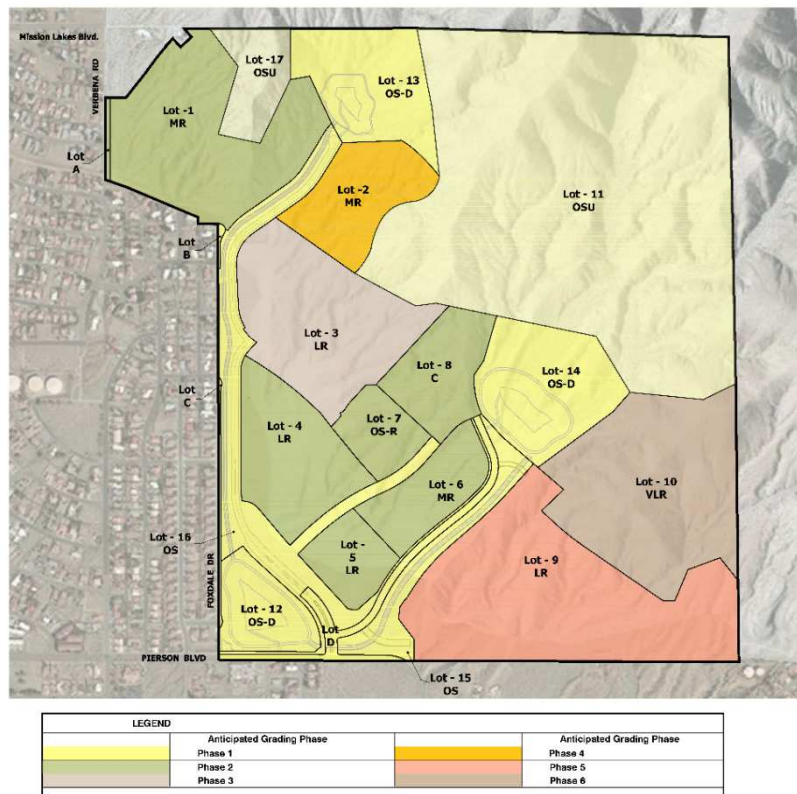 Mission Lakes Blvd.
VERBENA RD
Lot -17
OSU
Lot - 13
OS-D
Lot -1
MR
Lot
A
Lot -2
MR
Lot - 11
OSU
Lot
B
Lot - 3
LR
Lot - 8
C
Lot - 14
OS-D
Lot
C
Lot - 4
LR
Lot - 7
OS-R
Lot - 6
MR
Lot - 10
VLR
Lot - 16
OS
Lot -
5
LR
Lot - 9
LR
FOXDALE DR
Lot - 12
OS-D
Lot
D
PIERSON BLVD
Lot - 15
OS
LEGEND
Anticipated Grading Phase
Anticipated Grading Phase
Phase 1
Phase 4
Phase 2
Phase 5
Phase 3
Phase 6